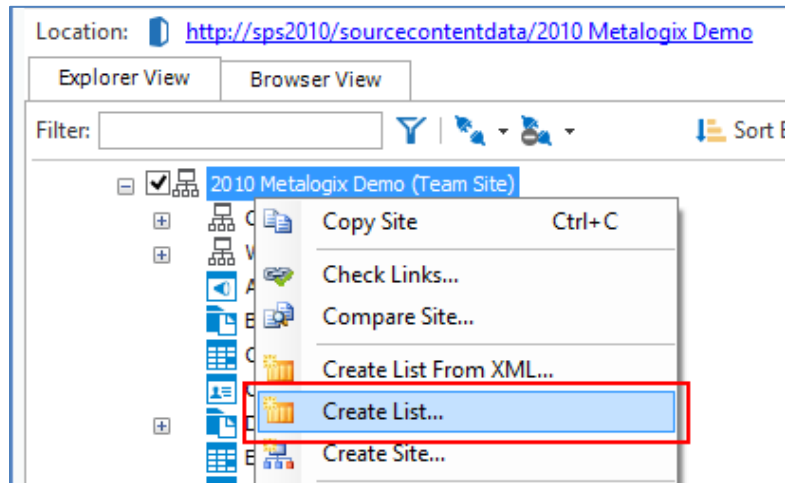 Location: http://sps2010/sourcecontentdata/2010 Metalogix Demo
Explorer View Browser View
Filter: Sort
2010 Metalogix Demo (Team Site)
Copy Site Ctrl+C
Check Links...
Compare Site...
Create List From XML...
Create List...
Create Site...